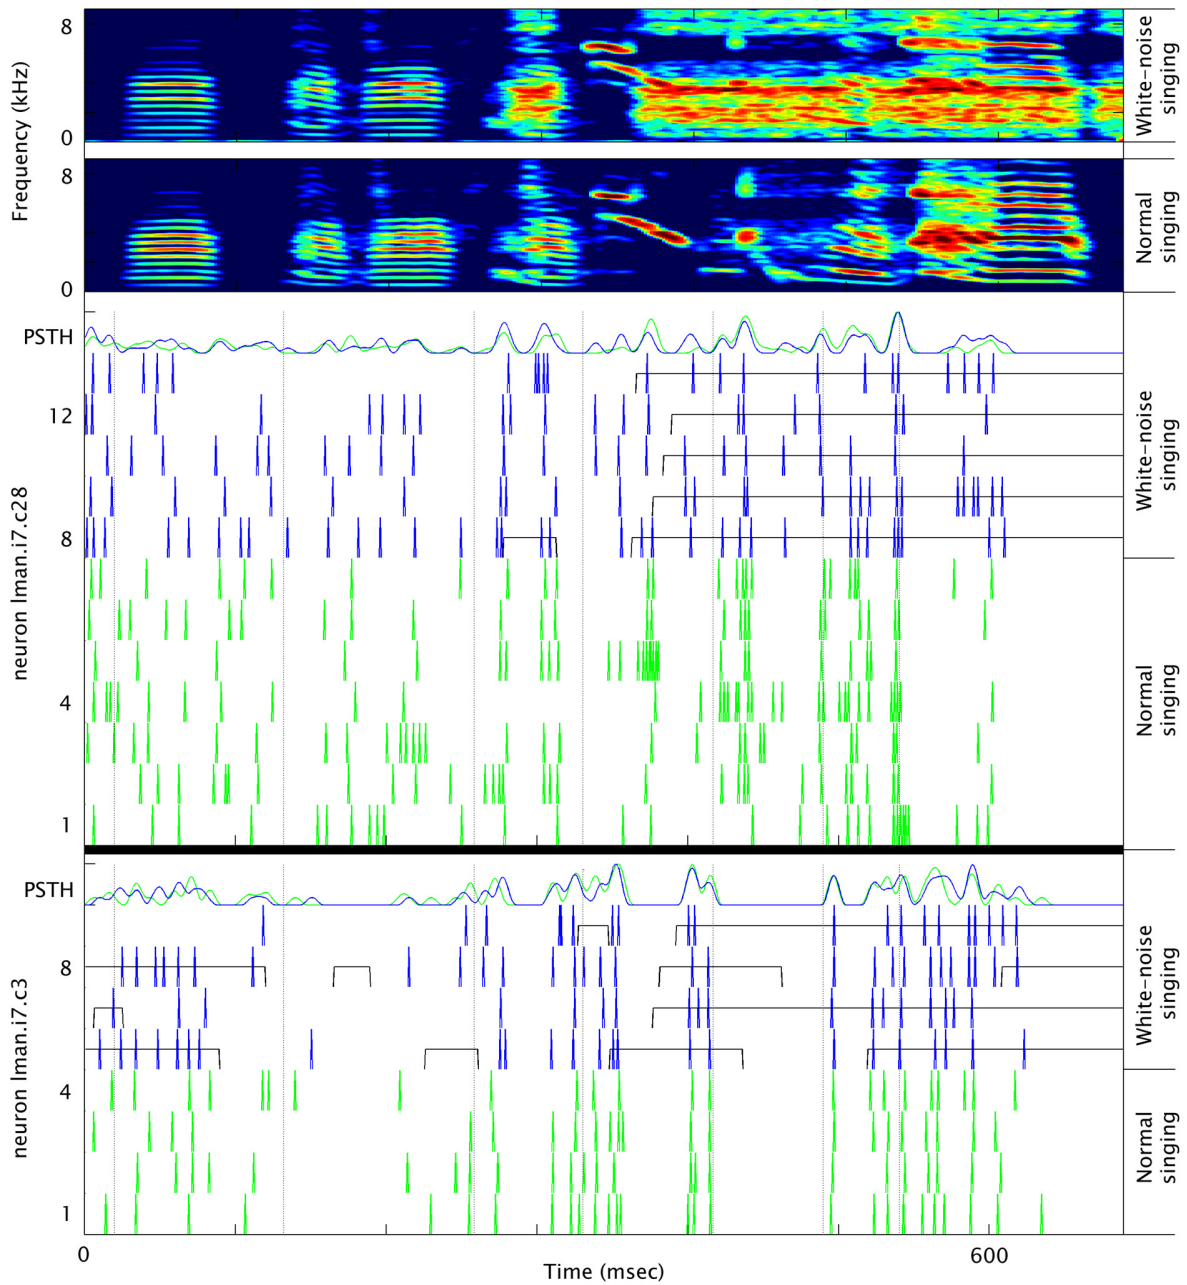 8
Frequency (kHz)
0
White-noise
singing
8
0
Normal
singing
PSTH
12
neuron lman.i7.c28
8
White-noise
singing
4
1
Normal
singing
PSTH
8
neuron lman.i7.c3
White-noise
singing
4
1
Normal
singing
0
600
Time (msec)